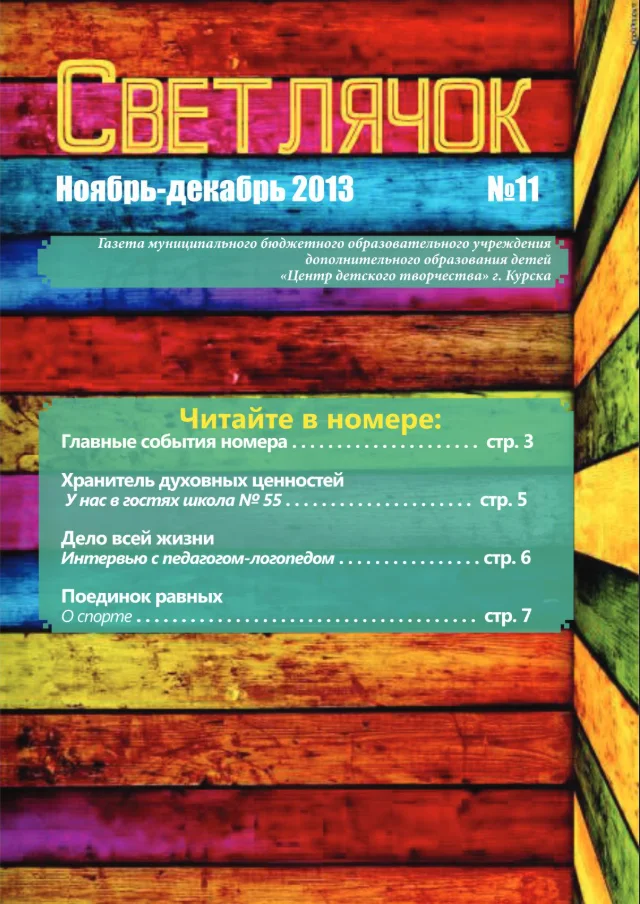 Светлячок
Ноябрь-декабрь 2013 №11
Газета муниципального бюджетного образовательного учреждения
дополнительного образования детей
«Центр детского творчества» г. Курска
Читайте в номере:
Главные события номера . . . . . . . . . . . . . . . . . . . . . стр. 3
Хранитель духовных ценностей
У нас в гостях школа № 55 . . . . . . . . . . . . . . . . . . . . . стр. 5
Дело всей жизни
Интервью с педагогом-логопедом . . . . . . . . . . . . . . . . стр. 6
Поединок равных
О спорте . . . . . . . . . . . . . . . . . . . . . . . . . . . . . . . . . . . . . . стр. 7